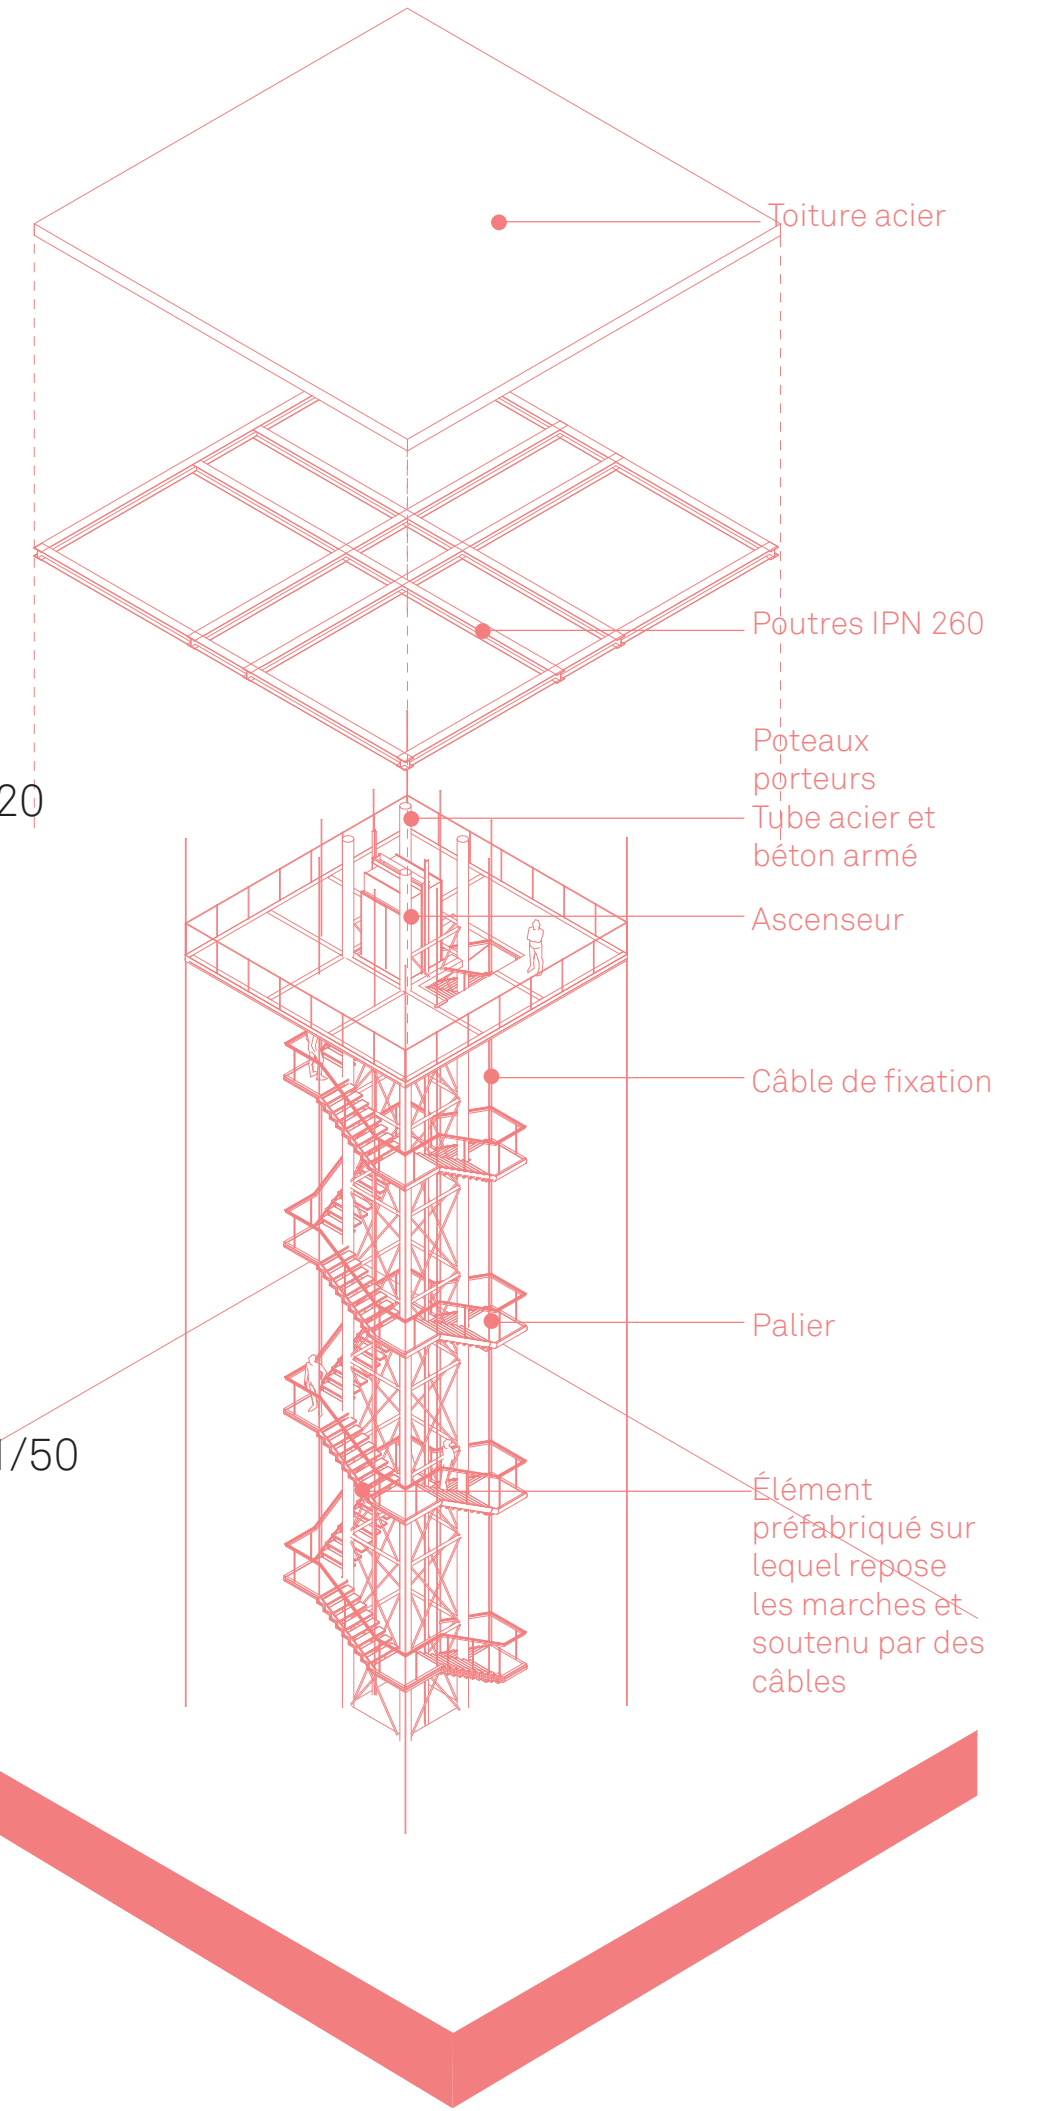 Toiture acier
Poutres IPN 260
Poteaux
porteurs
Tube acier et
béton armé
20
Ascenseur
Câble de fixation
Palier
1/50
Élément
préfabriqué sur
lequel repose
les marches et
soutenu par des
câbles